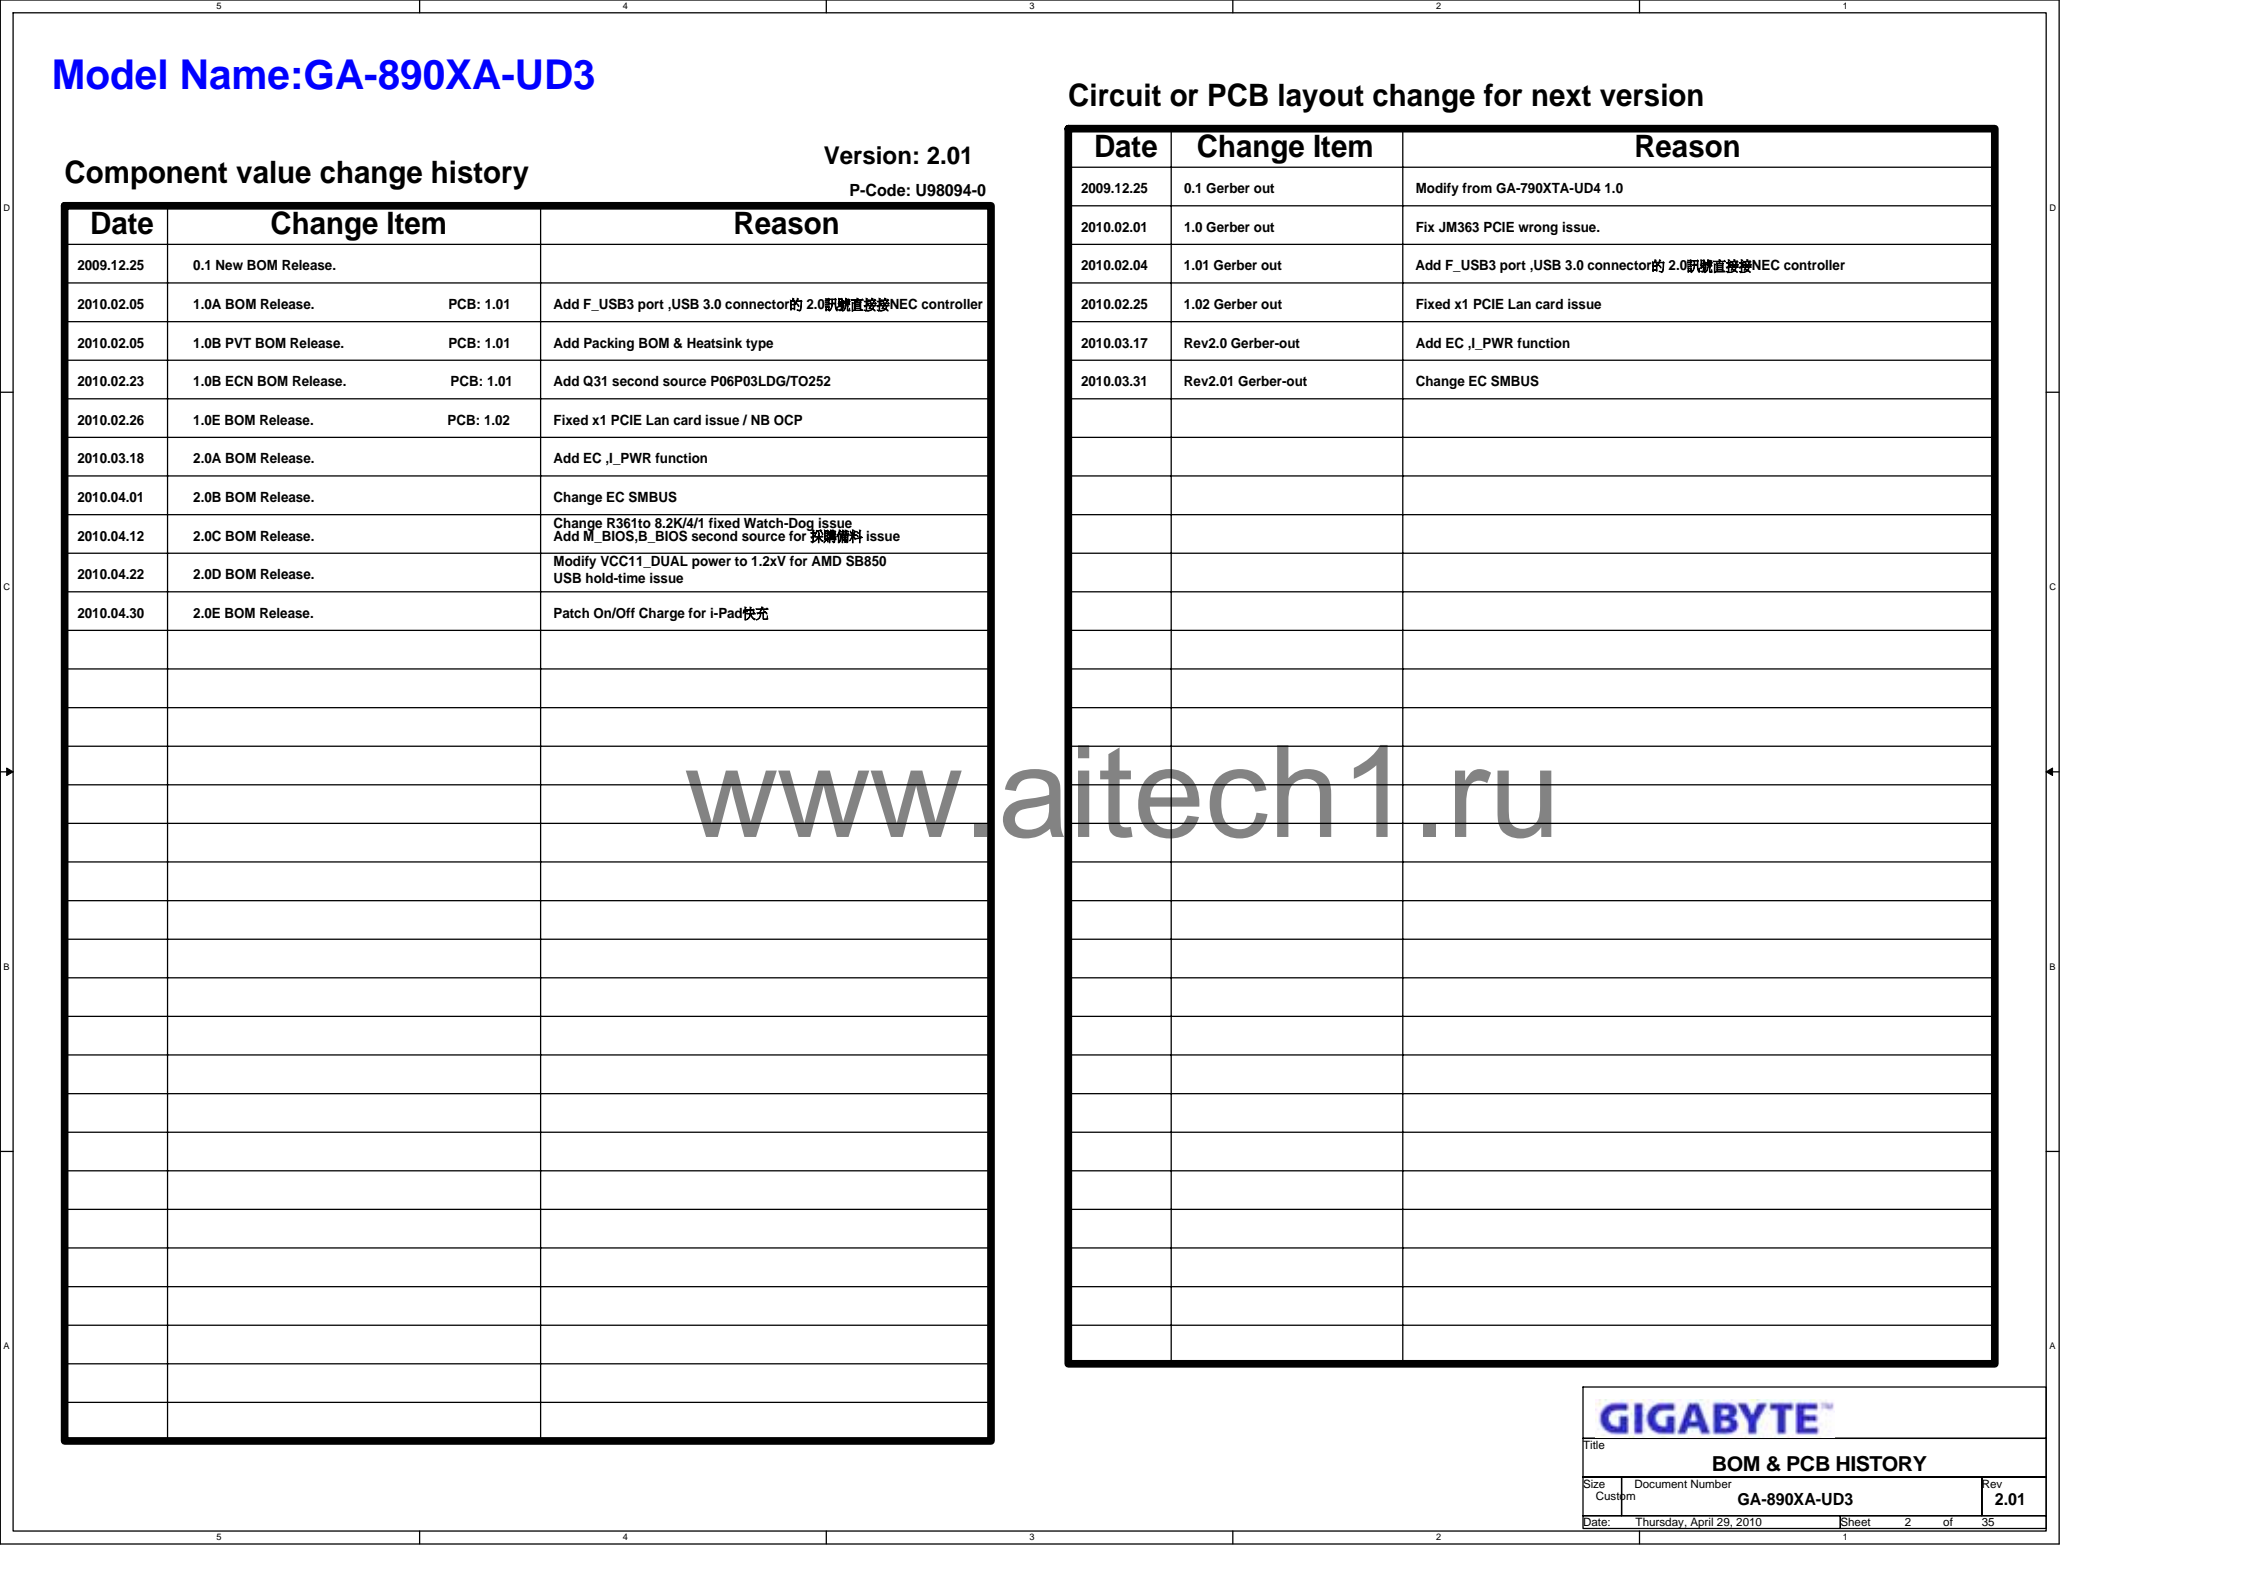 5 4 3 2 1
Model Name:GA-890XA-UD3
Component value change history
Version: 2.01
P-Code: U98094-0
Date Change Item Reason
2009.12.25 0.1 New BOM Release.
2010.02.05 1.0A BOM Release. PCB: 1.01 Add F_USB3 port ,USB 3.0 connector的 2.0訊號直接接NEC controller
2010.02.05 1.0B PVT BOM Release. PCB: 1.01 Add Packing BOM & Heatsink type
2010.02.23 1.0B ECN BOM Release. PCB: 1.01 Add Q31 second source P06P03LDG/TO252
2010.02.26 1.0E BOM Release. PCB: 1.02 Fixed x1 PCIE Lan card issue / NB OCP
2010.03.18 2.0A BOM Release. Add EC ,I_PWR function
2010.04.01 2.0B BOM Release. Change EC SMBUS
Change R361to 8.2K/4/1 fixed Watch-Dog issue
2010.04.12 2.0C BOM Release. Add M_BIOS,B_BIOS second source for 採購備料 issue
Modify VCC11_DUAL power to 1.2xV for AMD SB850
2010.04.22 2.0D BOM Release.
USB hold-time issue
2010.04.30 2.0E BOM Release. Patch On/Off Charge for i-Pad快充
Circuit or PCB layout change for next version
Date Change Item Reason
2009.12.25 0.1 Gerber out Modify from GA-790XTA-UD4 1.0
2010.02.01 1.0 Gerber out Fix JM363 PCIE wrong issue.
2010.02.04 1.01 Gerber out Add F_USB3 port ,USB 3.0 connector的 2.0訊號直接接NEC controller
2010.02.25 1.02 Gerber out Fixed x1 PCIE Lan card issue
2010.03.17 Rev2.0 Gerber-out Add EC ,I_PWR function
2010.03.31 Rev2.01 Gerber-out Change EC SMBUS
D D
C C
B B
A A
www.aitech1.ru
GIGABYTE™
Title
BOM & PCB HISTORY
Size Document Number Rev
Custom GA-890XA-UD3 2.01
Date: Thursday, April 29, 2010 Sheet 2 of 35
5 4 3 2 1